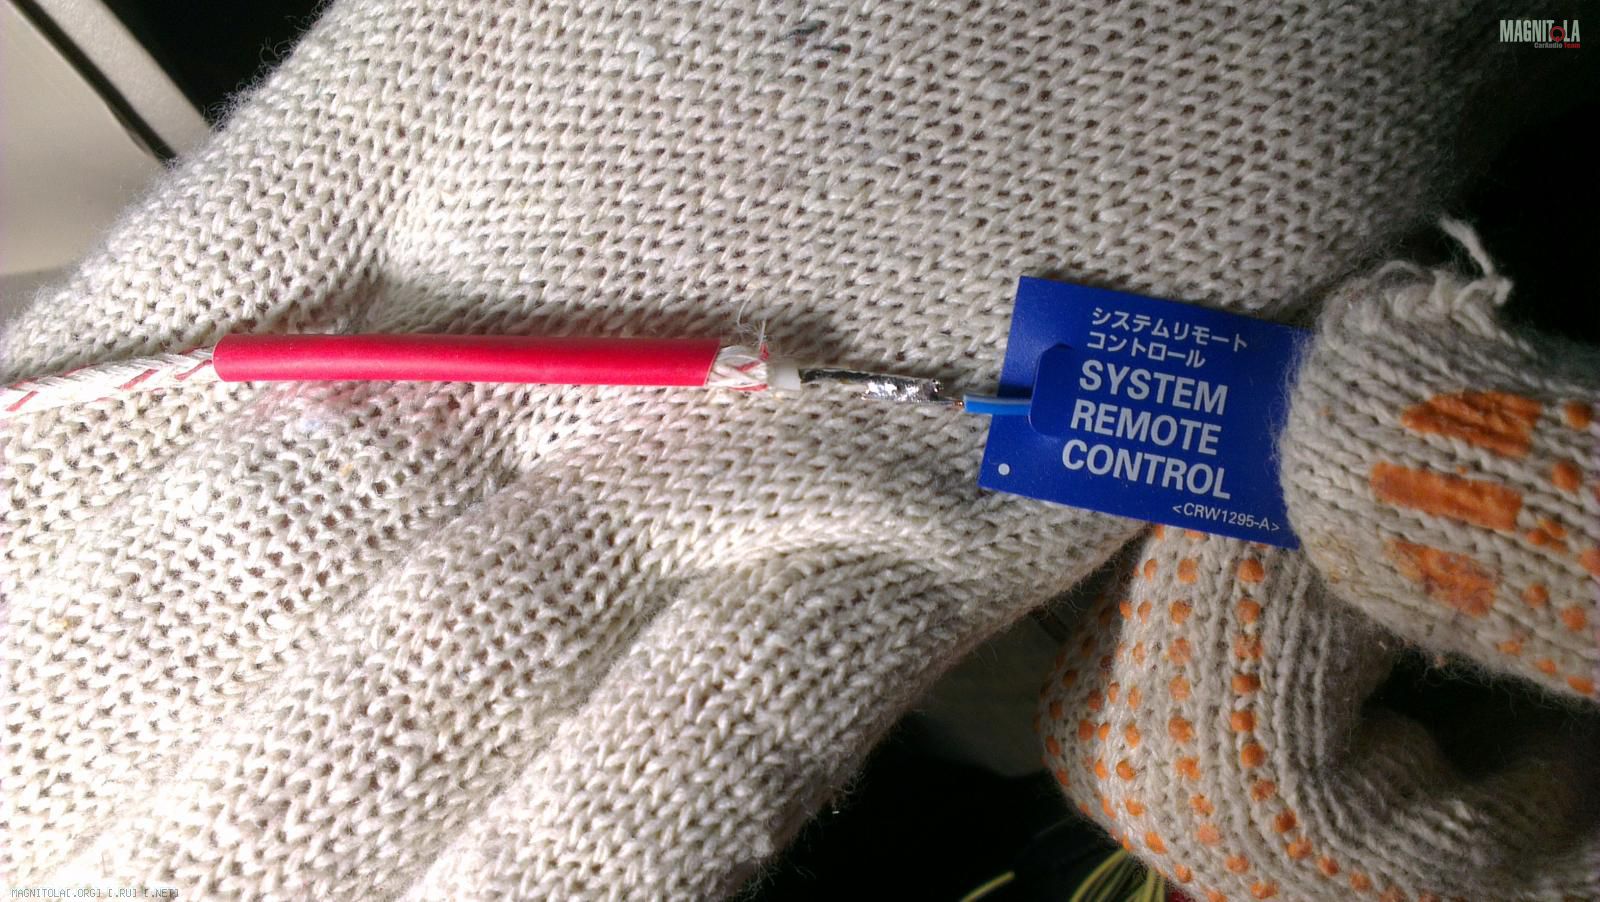 MAGNITOLA
CarAudio Team
システムリモート
コントロール
SYSTEM
REMOTE
CONTROL
<CRW1295-A>
MAGNITOLA[.ORG] [.RU] [.NET]